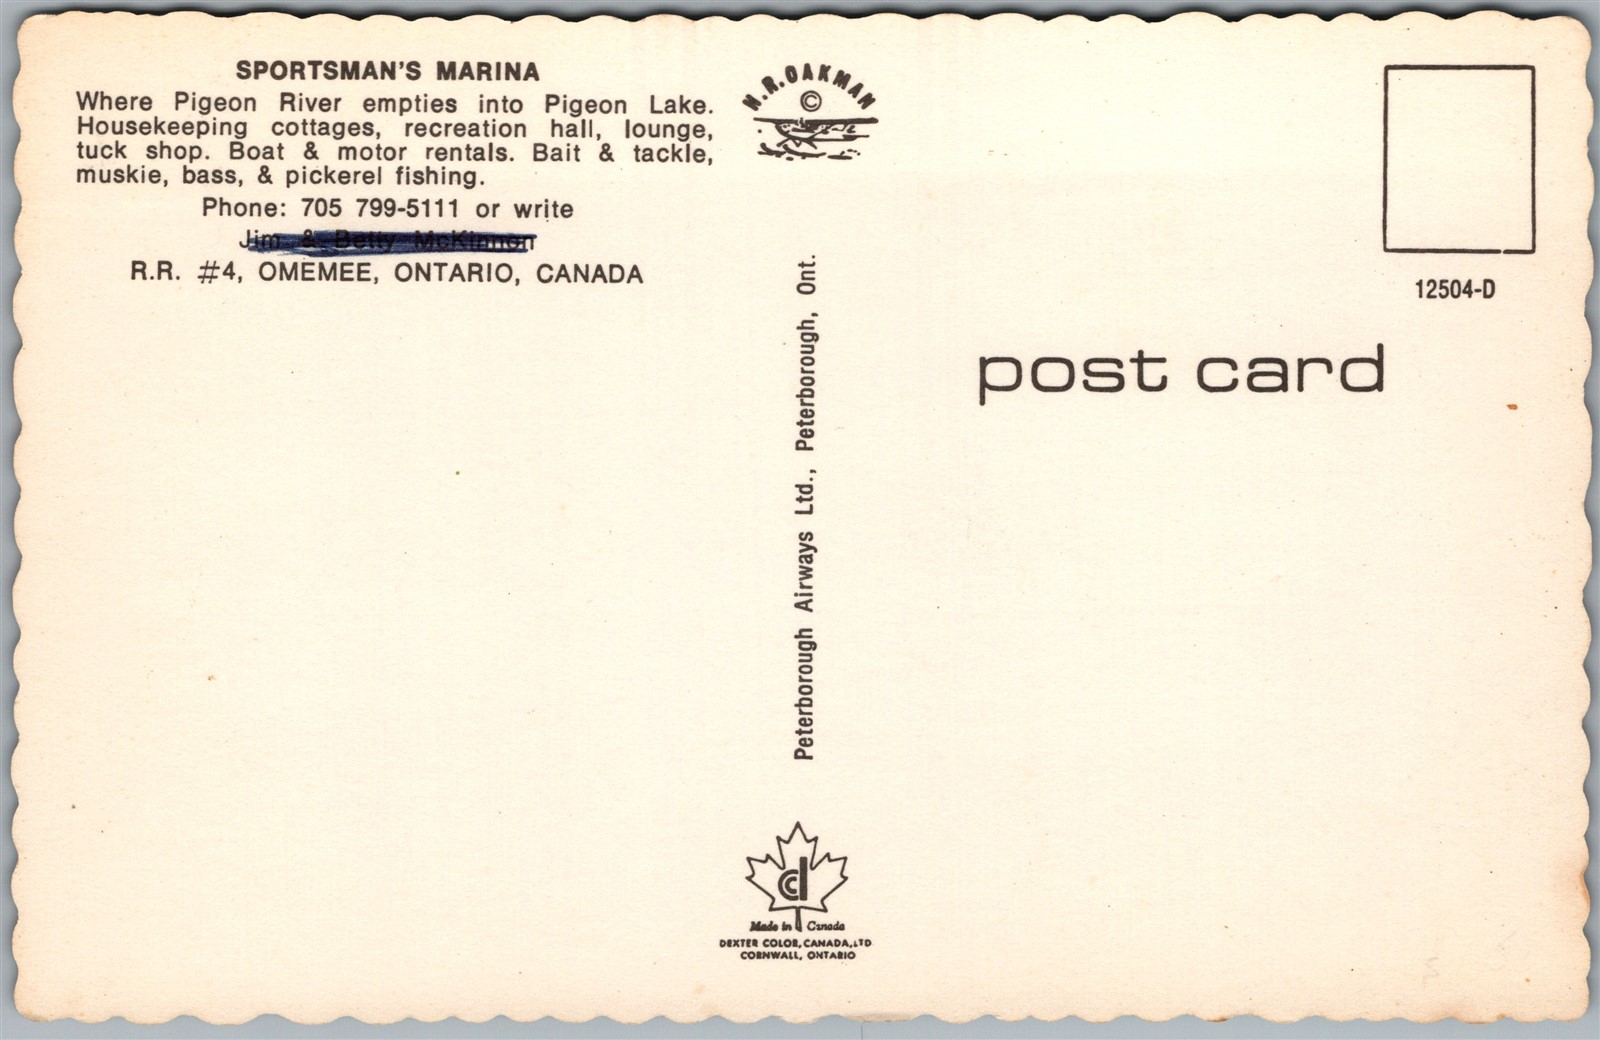 SPORTSMAN'S MARINA
Where Pigeon River empties into Pigeon Lake.
Housekeeping cottages, recreation hall, lounge,
tuck shop. Boat & motor rentals. Bait & tackle,
muskie, bass, & pickerel fishing.
Phone: 705 799-5111 or write
Jim & Betty McKinnon
R.R. #4, OMEMEE, ONTARIO, CANADA
N.R. OAKMAN
©
Peterborough Airways Ltd., Peterborough, Ont.
cd
Made in Canada
DEXTER COLOR, CANADA, LTD
CORNWALL, ONTARIO
12504-D
post card